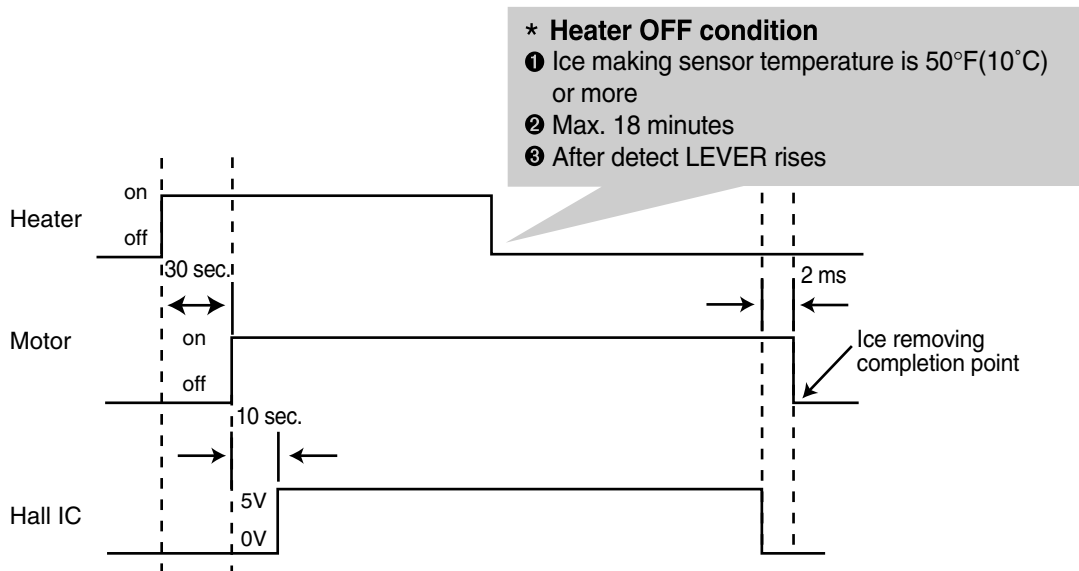 * Heater OFF condition
❶ Ice making sensor temperature is 50°F(10˚C)
or more
❷ Max. 18 minutes
❸ After detect LEVER rises
on
Heater
off
30 sec.
2 ms
Motor
on
off
Ice removing
completion point
10 sec.
Hall IC
5V
0V